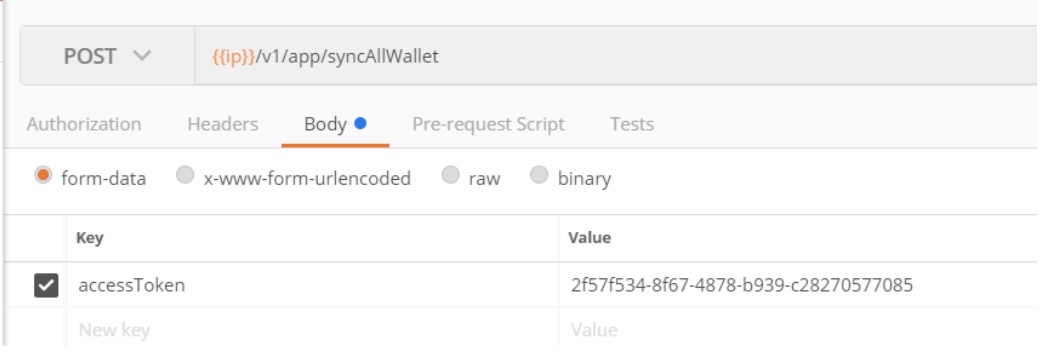 POST {{ip}}/v1/app/syncAllWallet
Authorization Headers Body Pre-request Script Tests
form-data x-www-form-urlencoded raw binary
Key Value
accessToken 2f57f534-8f67-4878-b939-c28270577085
New key Value